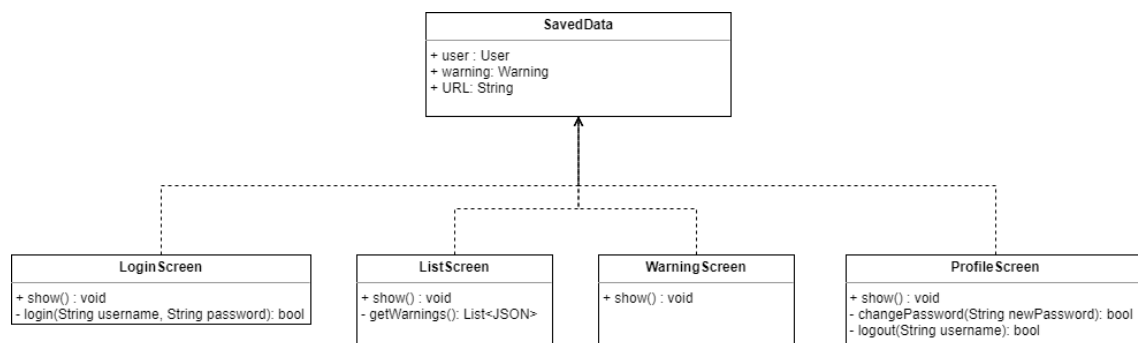 SavedData
+ user : User
+ warning: Warning
+ URL: String
LoginScreen
+ show() : void
- login(String username, String password): bool
ListScreen
+ show() : void
- getWarnings(): List<JSON>
WarningScreen
+ show() : void
ProfileScreen
+ show() : void
- changePassword(String newPassword): bool
- logout(String username): bool